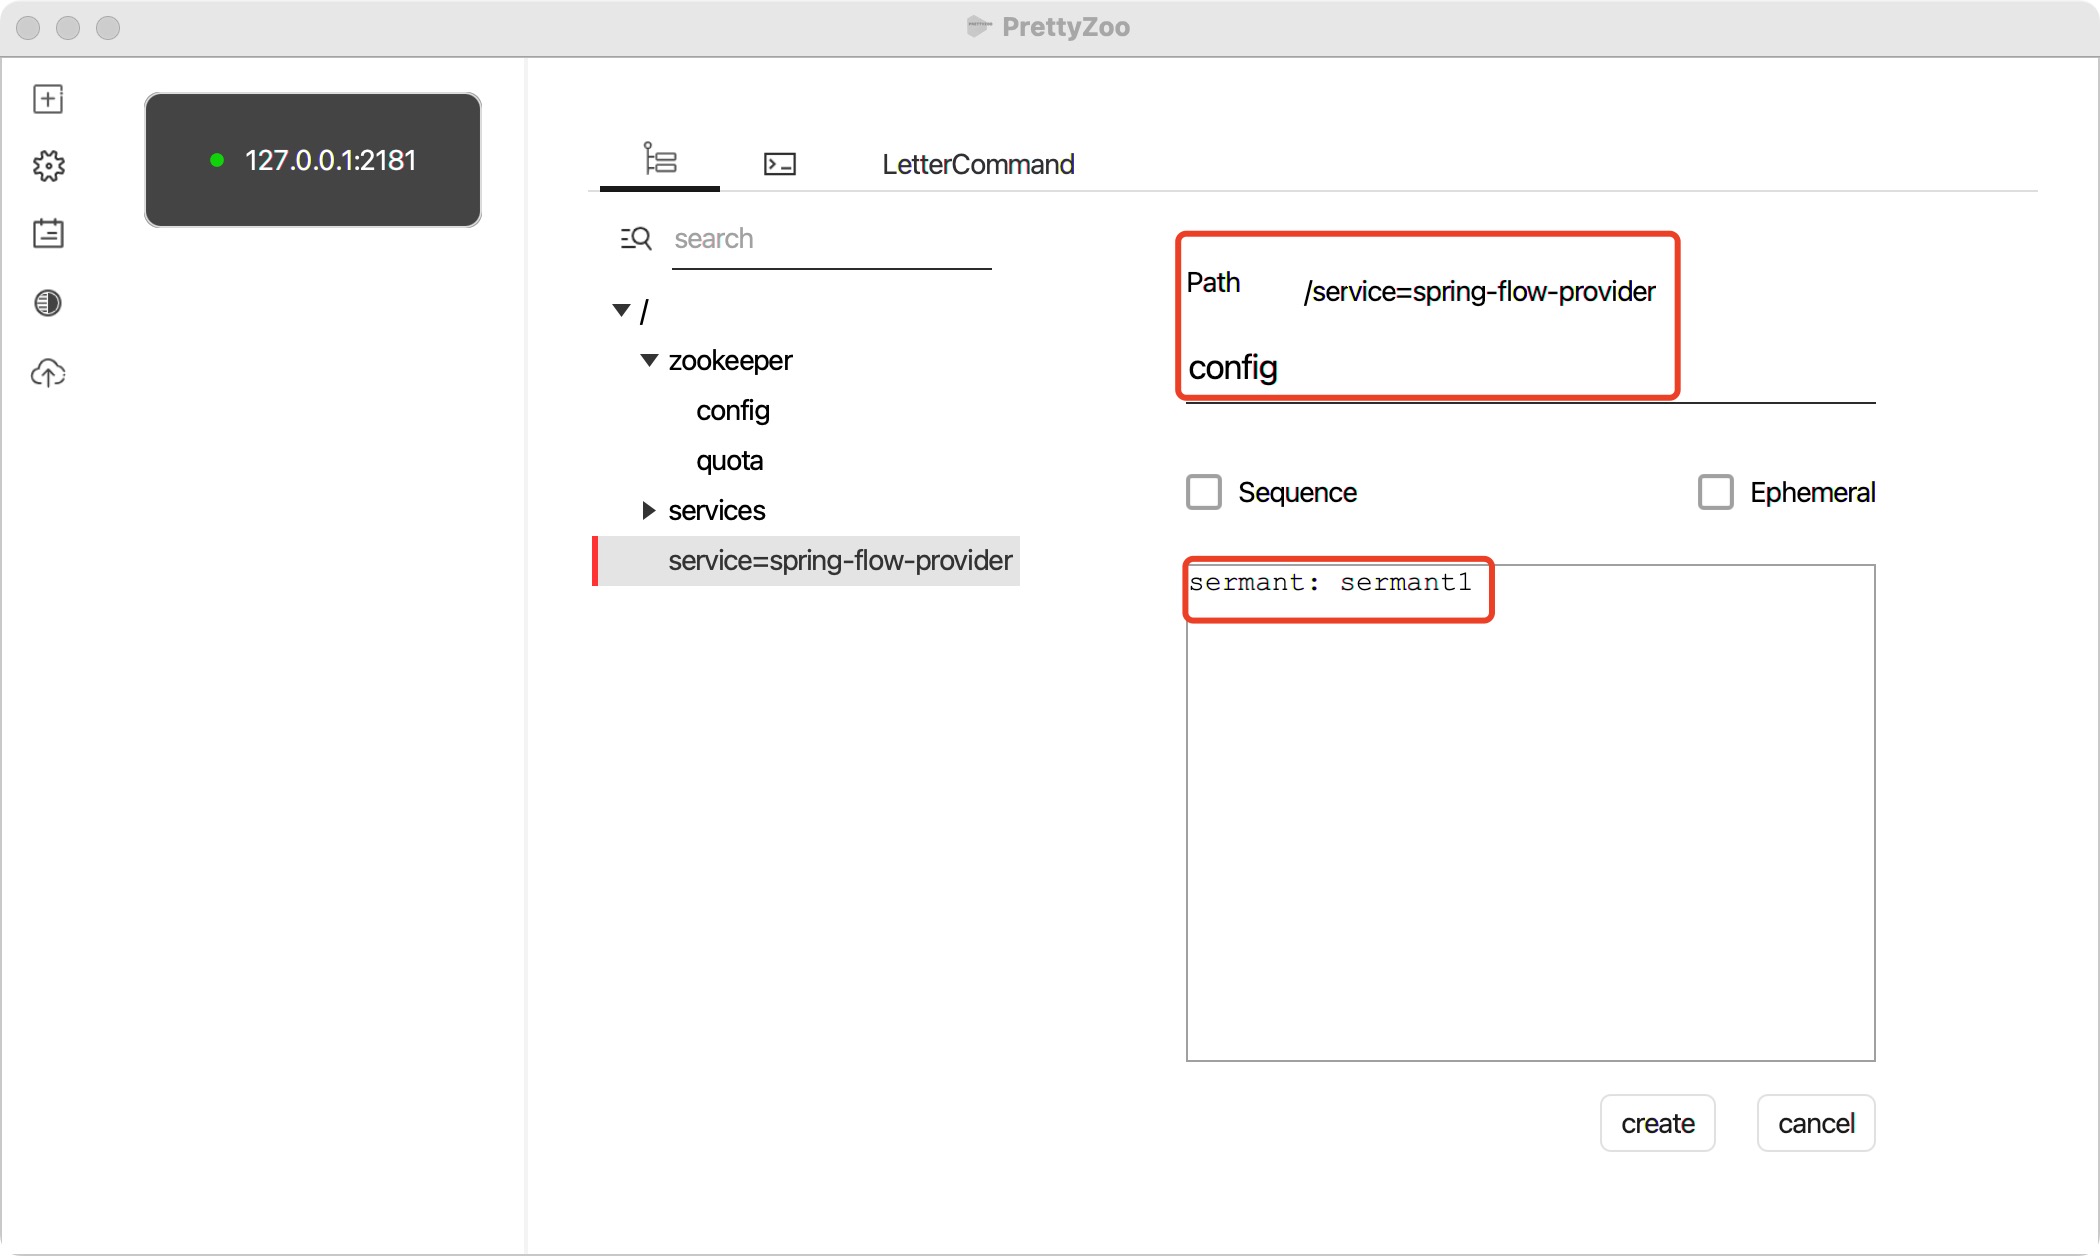 PrettyZoo
127.0.0.1:2181
LetterCommand
search
/
zookeeper
config
quota
services
service=spring-flow-provider
Path /service=spring-flow-provider
config
Sequence Ephemeral
sermant: sermant1
create cancel